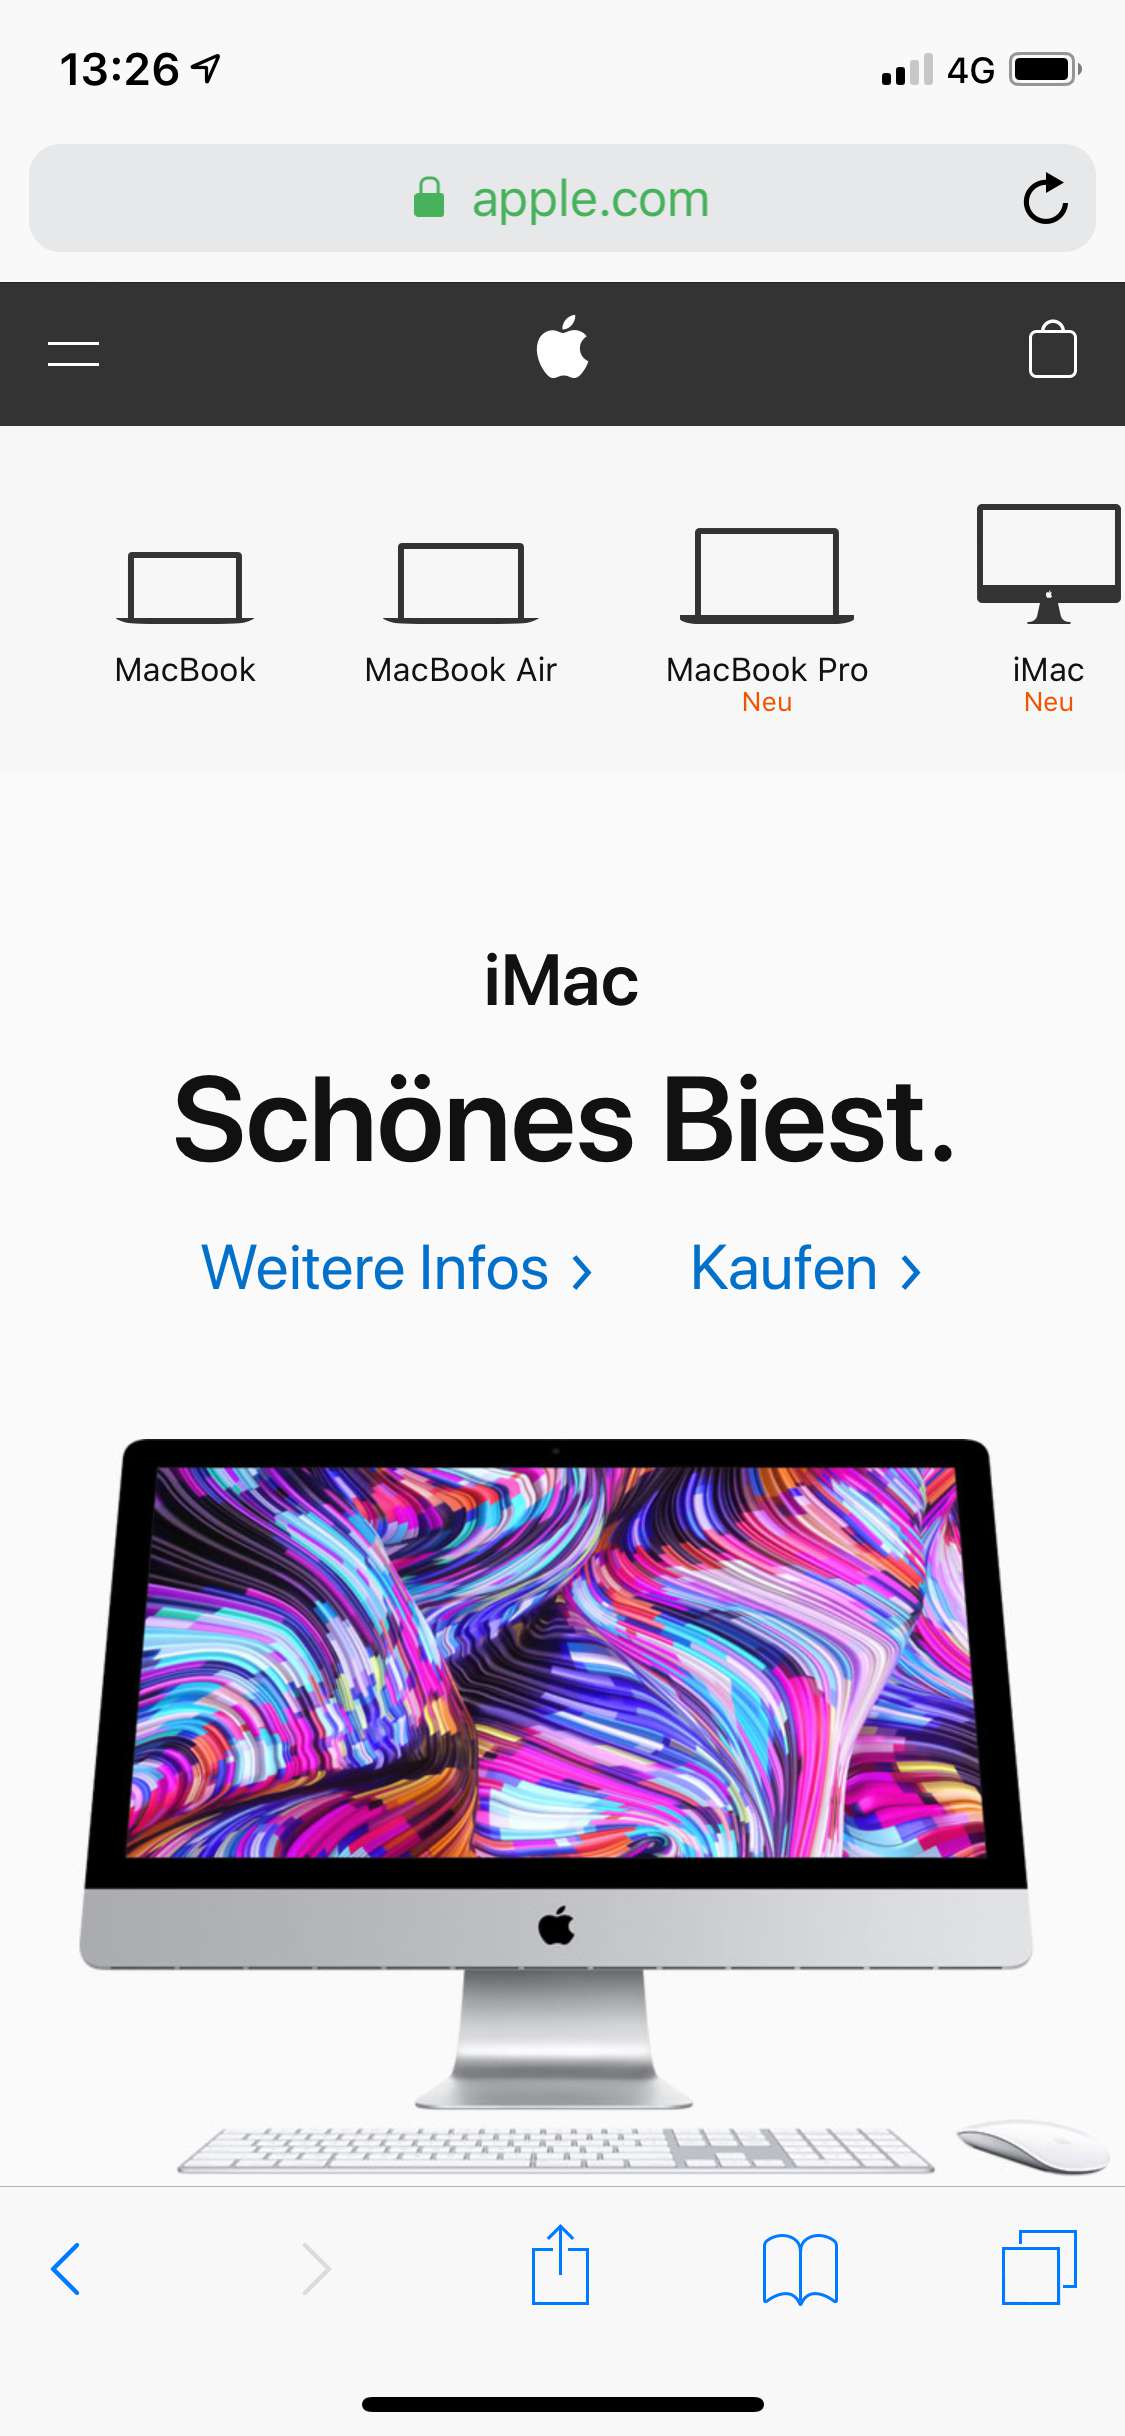 13:26
4G
apple.com
MacBook
MacBook Air
MacBook Pro
Neu
iMac
Neu
iMac
Schönes Biest.
Weitere Infos
Kaufen